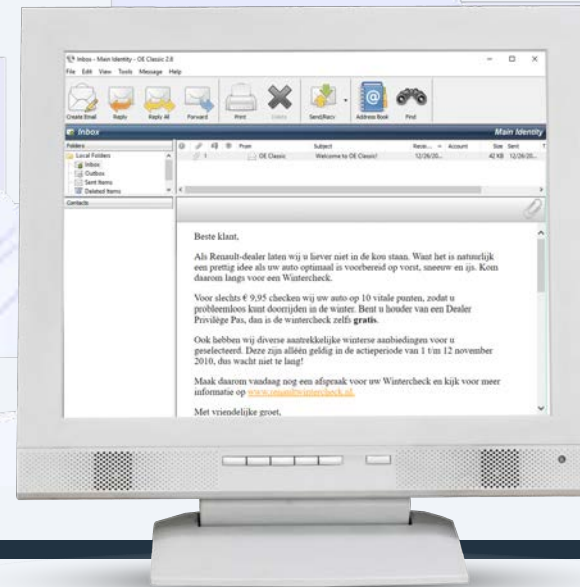 Inbox - Main Identity - OE Classic 2.8
File Edit View Tools Message Help
Create Email Reply Reply All Forward Print Delete Send/Recv Address Book Find
Inbox Main Identity
Folders
Local Folders
Inbox
Outbox
Sent Items
Deleted Items
Contacts
From Subject Recei... Account Size Sent
1 OE Classic Welcome to OE Classic! 12/26/20... 42 KB 12/26/20...
Beste klant,
Als Renault-dealer laten wij u liever niet in de kou staan. Want het is natuurlijk
een prettig idee als uw auto optimaal is voorbereid op vorst, sneeuw en ijs. Kom
daarom langs voor een Wintercheck.
Voor slechts € 9,95 checken wij uw auto op 10 vitale punten, zodat u
probleemloos kunt doorrijden in de winter. Bent u houder van een Dealer
Privilège Pas, dan is de wintercheck zelfs gratis.
Ook hebben wij diverse aantrekkelijke winterse aanbiedingen voor u
geselecteerd. Deze zijn alléén geldig in de actieperiode van 1 t/m 12 november
2010, dus wacht niet te lang!
Maak daarom vandaag nog een afspraak voor uw Wintercheck en kijk voor meer
informatie op www.renaultwintercheck.nl.
Met vriendelijke groet,